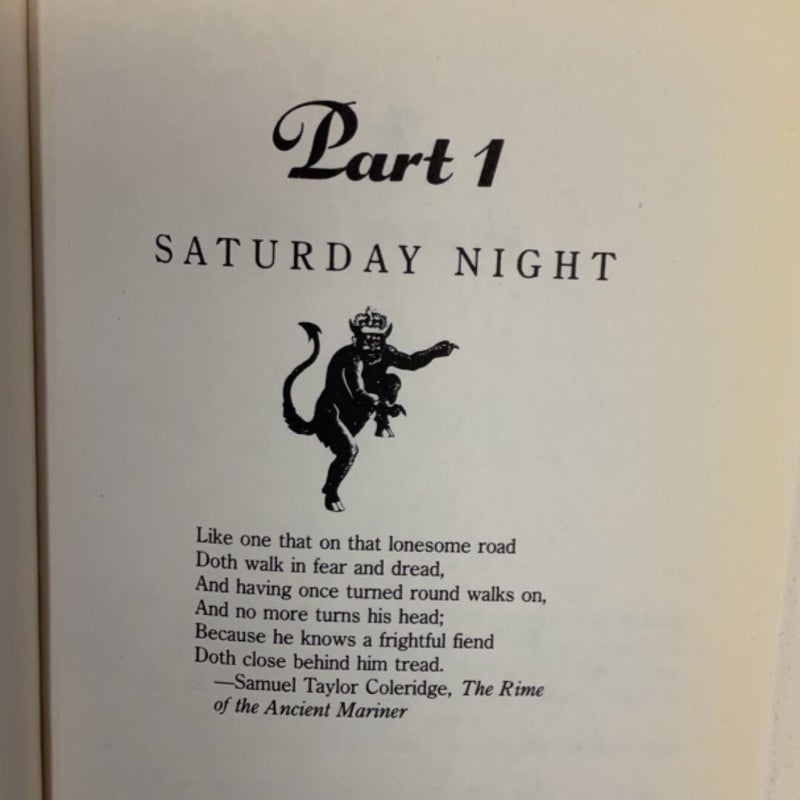 Part 1
SATURDAY NIGHT
Like one that on that lonesome road
Doth walk in fear and dread,
And having once turned round walks on,
And no more turns his head;
Because he knows a frightful fiend
Doth close behind him tread.
—Samuel Taylor Coleridge, The Rime
of the Ancient Mariner